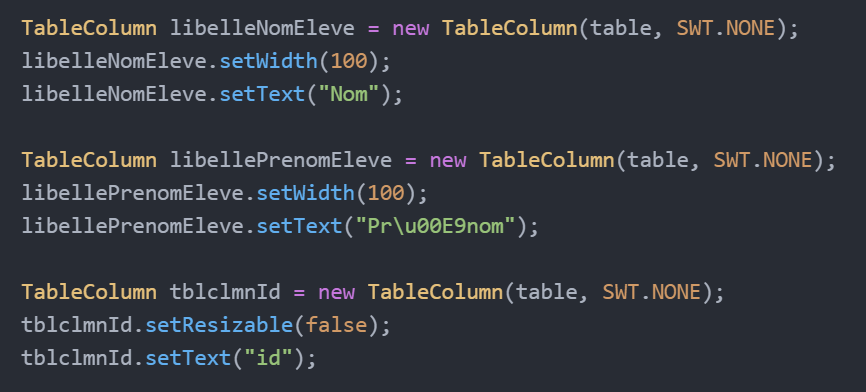 TableColumn libelleNomEleve = new TableColumn(table, SWT.NONE);
libelleNomEleve.setWidth(100);
libelleNomEleve.setText("Nom");
TableColumn libellePrenomEleve = new TableColumn(table, SWT.NONE);
libellePrenomEleve.setWidth(100);
libellePrenomEleve.setText("Pr\u00E9nom");
TableColumn tblclmnId = new TableColumn(table, SWT.NONE);
tblclmnId.setResizable(false);
tblclmnId.setText("id");